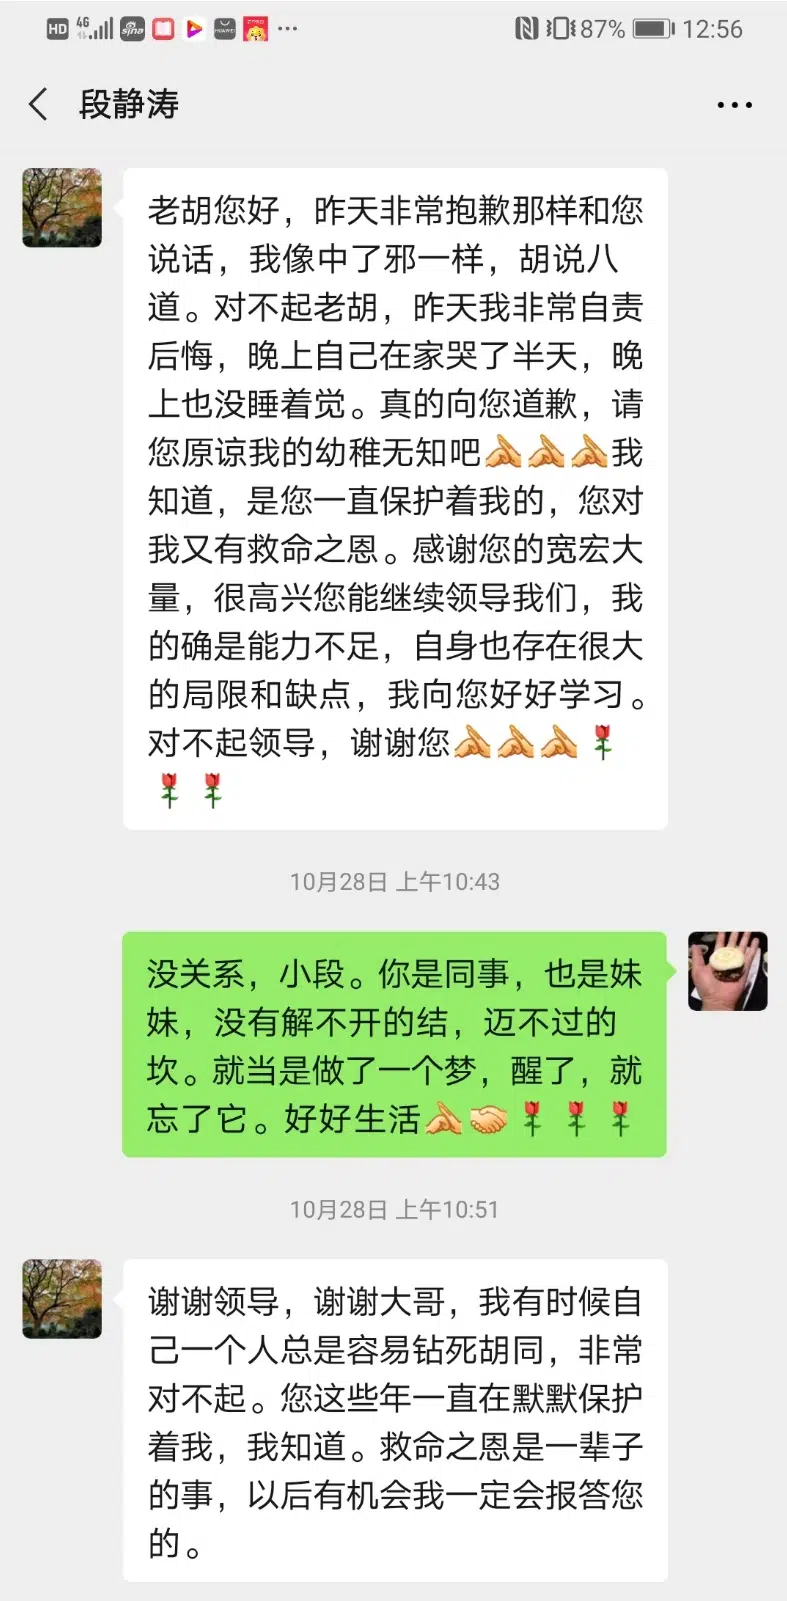 HD 4G sina HUAWEI 87% 12:56
段静涛
老胡您好，昨天非常抱歉那样和您
说话，我像中了邪一样，胡说八
道。对不起老胡，昨天我非常自责
后悔，晚上自己在家哭了半天，晚
上也没睡着觉。真的向您道歉，请
您原谅我的幼稚无知吧🙏🙏🙏我
知道，是您一直保护着我的，您对
我又有救命之恩。感谢您的宽宏大
量，很高兴您能继续领导我们，我
的确是能力不足，自身也存在很大
的局限和缺点，我向您好好学习。
对不起领导，谢谢您🙏🙏🙏🌹
🌹🌹
10月28日 上午10:43
没关系，小段。你是同事，也是妹
妹，没有解不开的结，迈不过的
坎。就当是做了一个梦，醒了，就
忘了它。好好生活🙏🤝🌹🌹🌹
10月28日 上午10:51
谢谢领导，谢谢大哥，我有时候自
己一个人总是容易钻死胡同，非常
对不起。您这些年一直在默默保护
着我，我知道。救命之恩是一辈子
的事，以后有机会我一定会报答您
的。